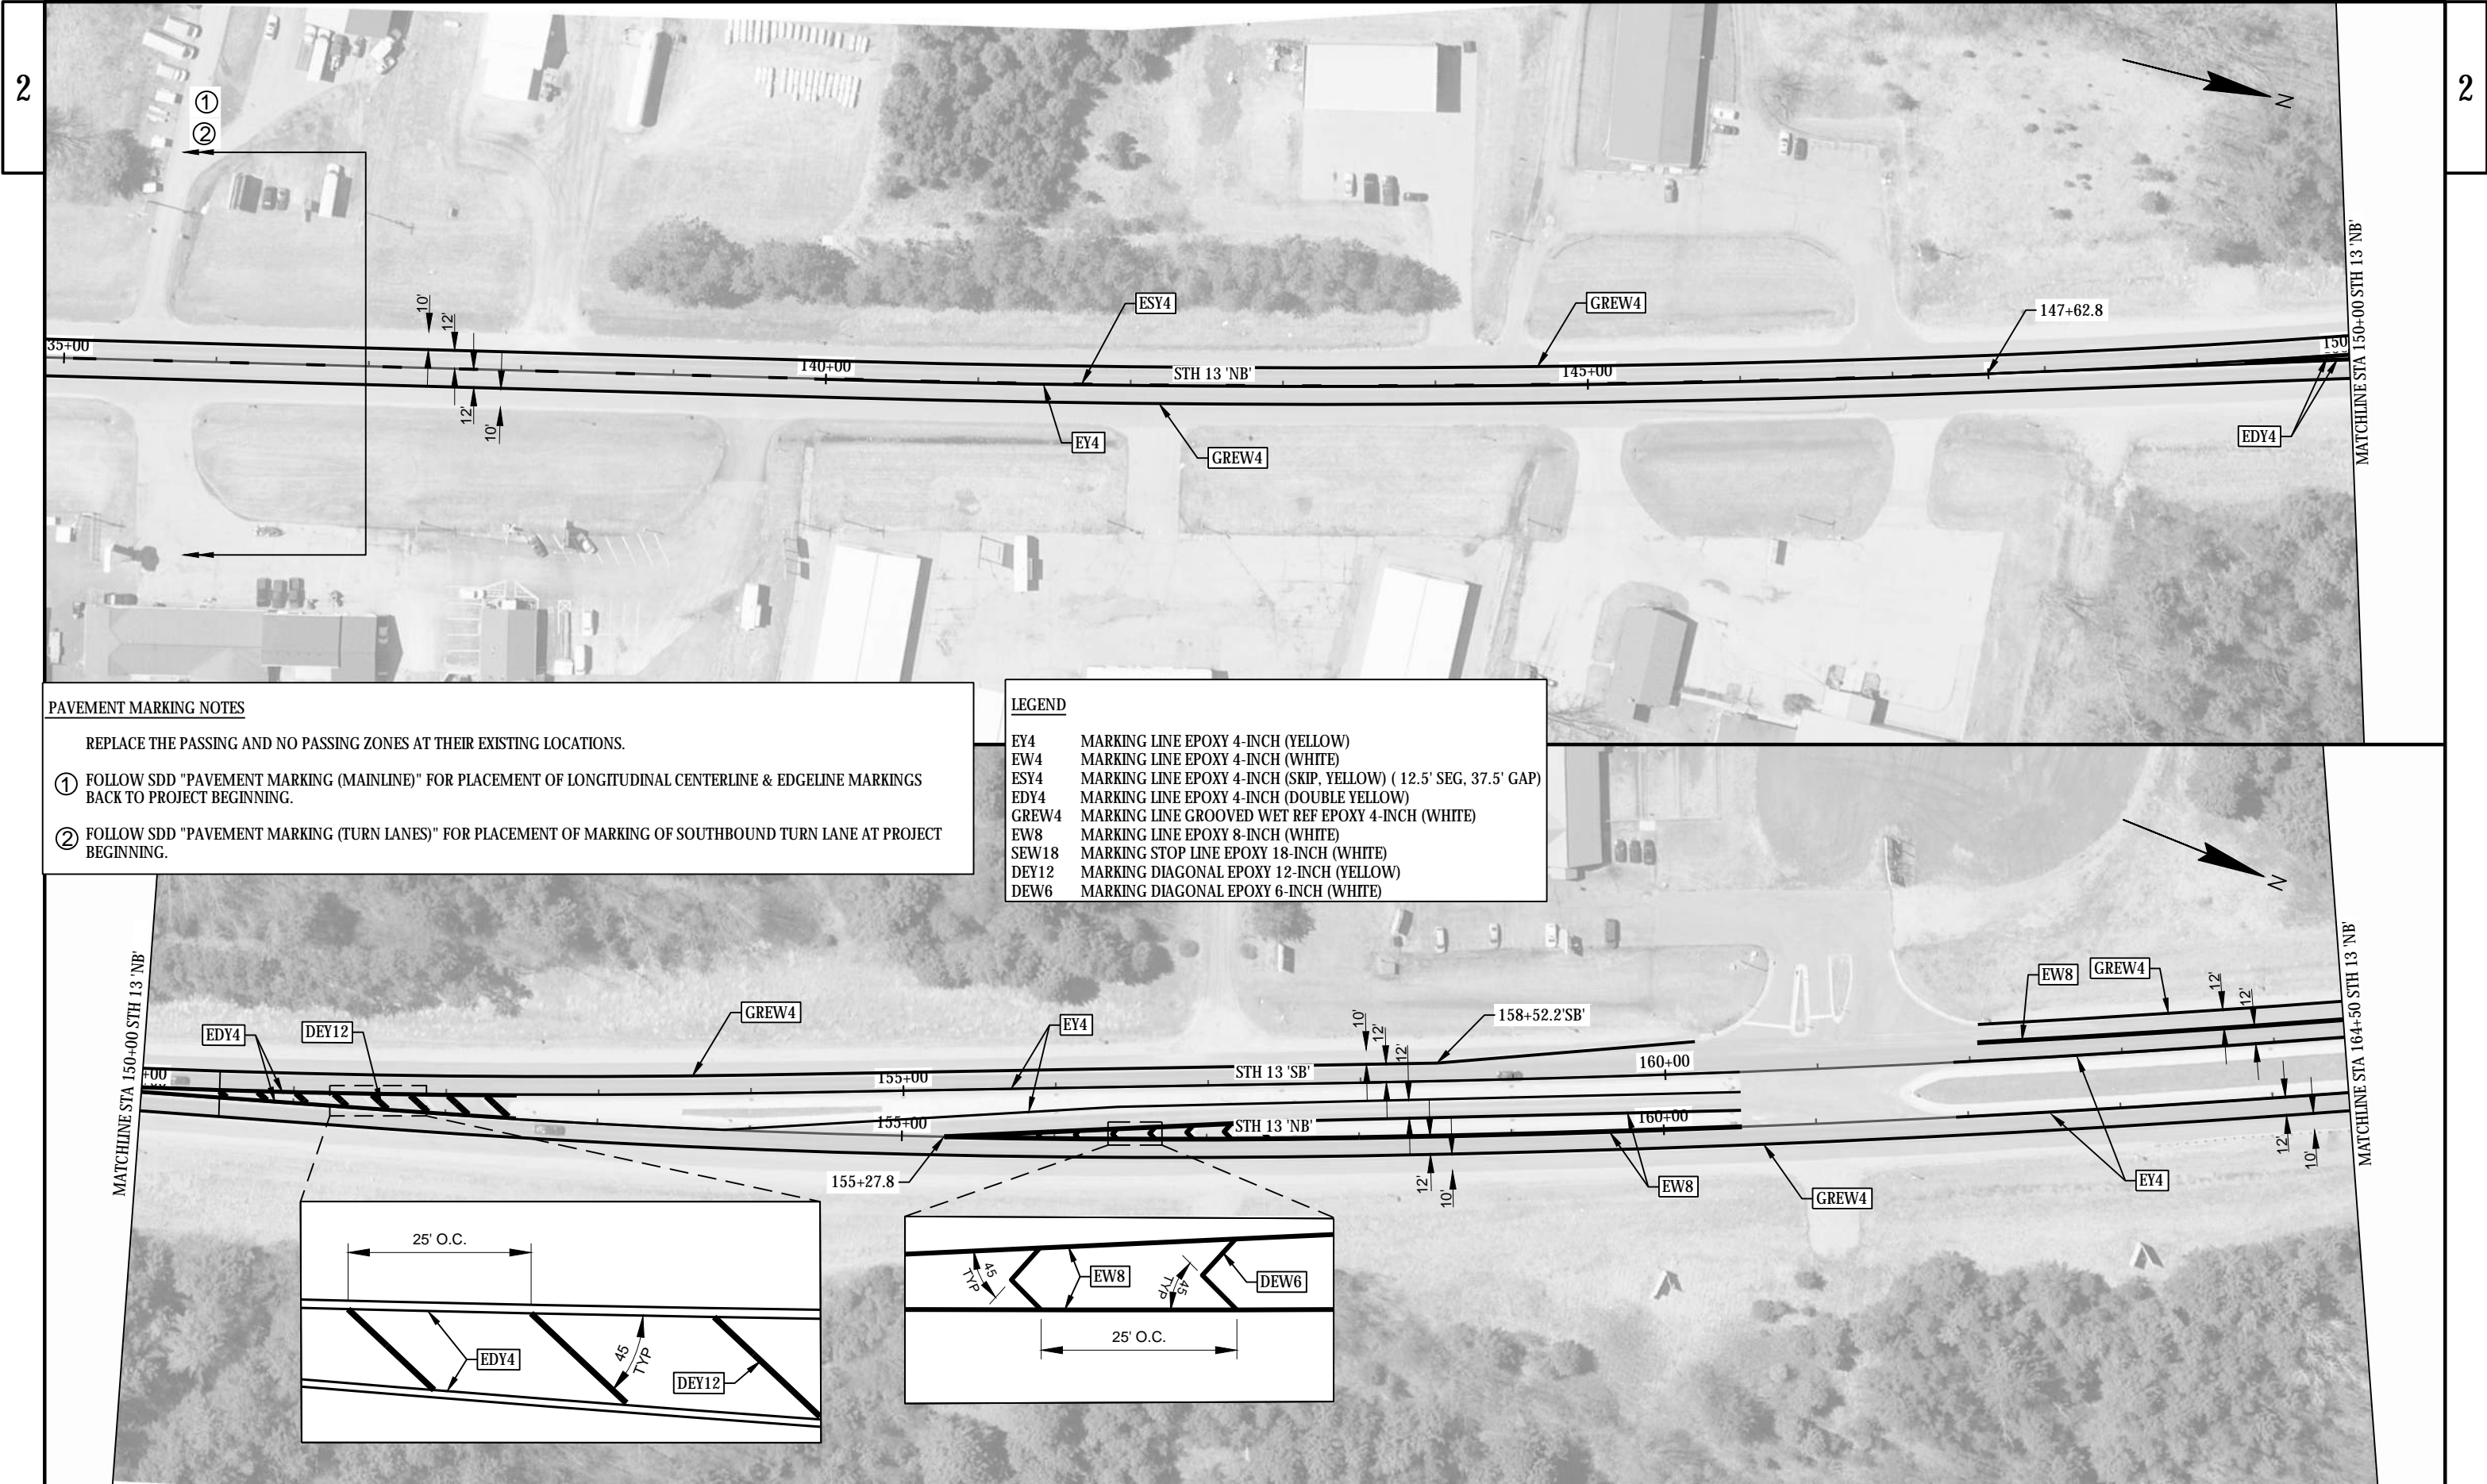 2
2
①
②
N
10'
12'
12'
10'
35+00
140+00
145+00
150
STH 13 'NB'
ESY4
GREW4
147+62.8
EY4
GREW4
EDY4
MATCHLINE STA 150+00 STH 13 'NB'
PAVEMENT MARKING NOTES
REPLACE THE PASSING AND NO PASSING ZONES AT THEIR EXISTING LOCATIONS.
① FOLLOW SDD "PAVEMENT MARKING (MAINLINE)" FOR PLACEMENT OF LONGITUDINAL CENTERLINE & EDGELINE MARKINGS
BACK TO PROJECT BEGINNING.
② FOLLOW SDD "PAVEMENT MARKING (TURN LANES)" FOR PLACEMENT OF MARKING OF SOUTHBOUND TURN LANE AT PROJECT
BEGINNING.
LEGEND
EY4 MARKING LINE EPOXY 4-INCH (YELLOW)
EW4 MARKING LINE EPOXY 4-INCH (WHITE)
ESY4 MARKING LINE EPOXY 4-INCH (SKIP, YELLOW) ( 12.5' SEG, 37.5' GAP)
EDY4 MARKING LINE EPOXY 4-INCH (DOUBLE YELLOW)
GREW4 MARKING LINE GROOVED WET REF EPOXY 4-INCH (WHITE)
EW8 MARKING LINE EPOXY 8-INCH (WHITE)
SEW18 MARKING STOP LINE EPOXY 18-INCH (WHITE)
DEY12 MARKING DIAGONAL EPOXY 12-INCH (YELLOW)
DEW6 MARKING DIAGONAL EPOXY 6-INCH (WHITE)
N
MATCHLINE STA 150+00 STH 13 'NB'
EDY4
DEY12
GREW4
EY4
10'
12'
12'
158+52.2'SB'
EW8
GREW4
12'
12'
+00
155+00
STH 13 'SB'
160+00
155+00
STH 13 'NB'
160+00
155+27.8
12'
10'
EW8
GREW4
EY4
12'
10'
MATCHLINE STA 164+50 STH 13 'NB'
25' O.C.
EDY4
45
TYP
DEY12
45
TYP
EW8
45
TYP
DEW6
25' O.C.